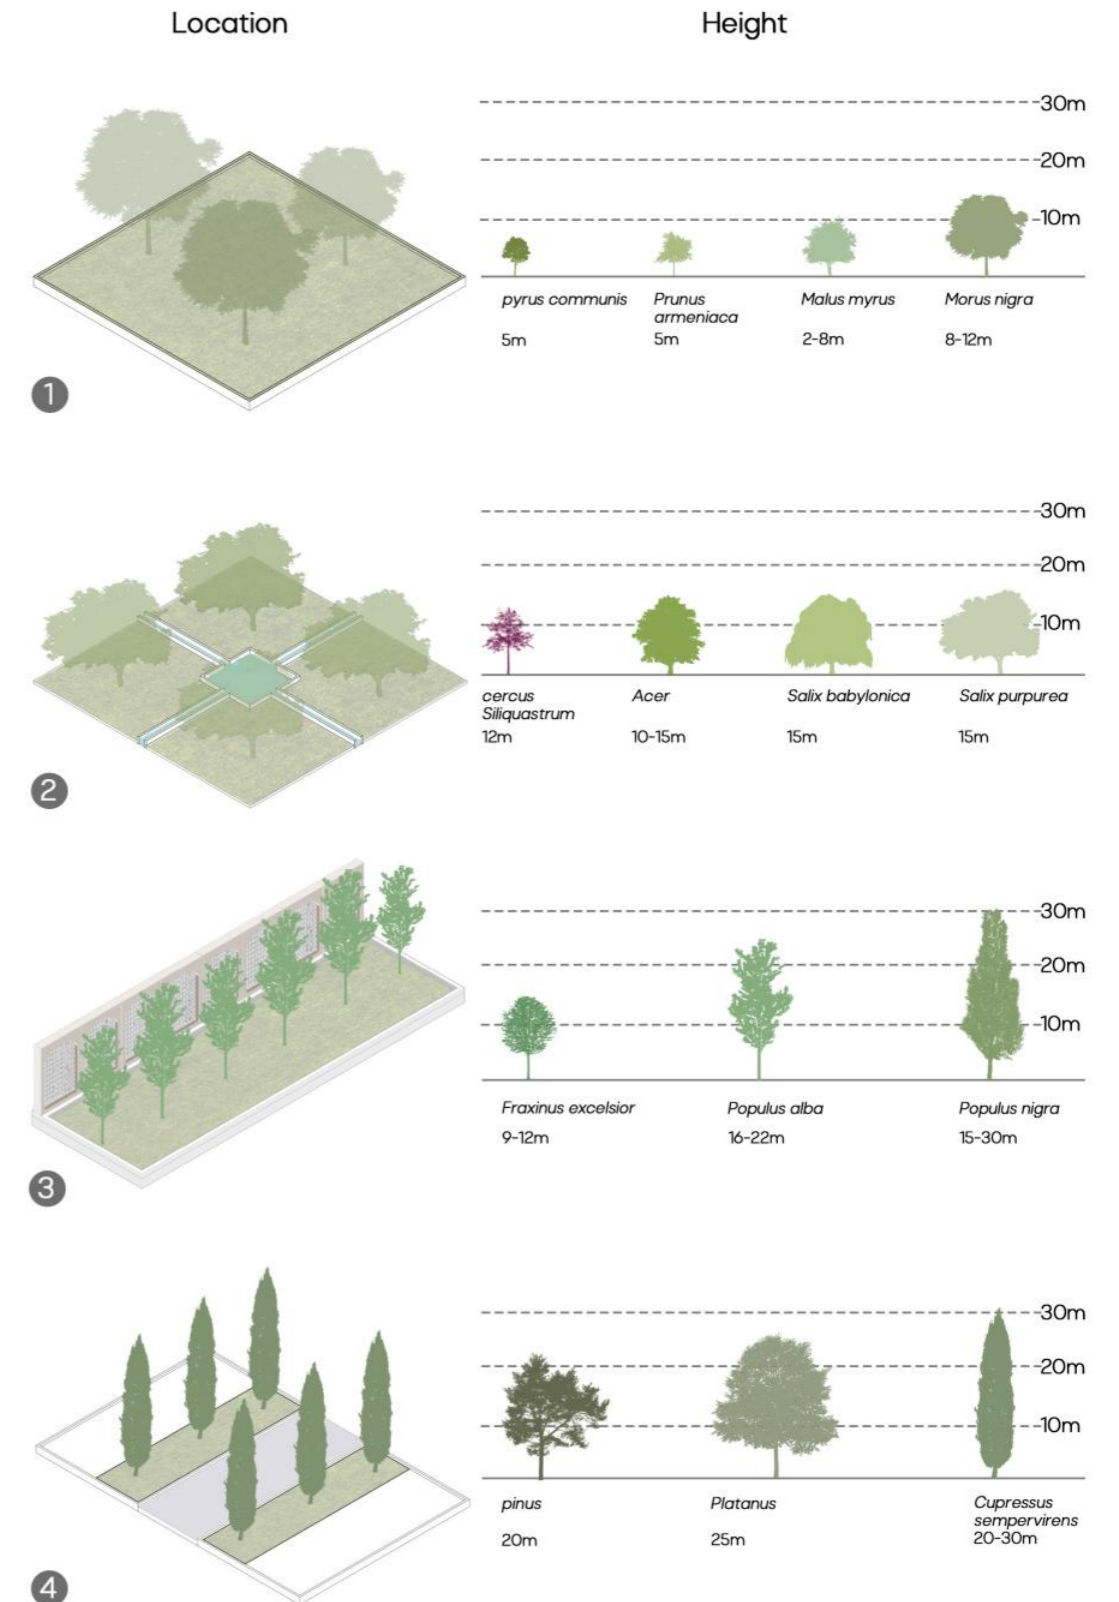 Location
Height
30m
20m
10m
pyrus communis
Prunus
armeniaca
Malus myrus
Morus nigra
5m
5m
2-8m
8-12m
1
30m
20m
10m
cercus
Siliquastrum
Acer
Salix babylonica
Salix purpurea
12m
10-15m
15m
15m
2
30m
20m
10m
Fraxinus excelsior
Populus alba
Populus nigra
9-12m
16-22m
15-30m
3
30m
20m
10m
pinus
Platanus
Cupressus
sempervirens
20m
25m
20-30m
4